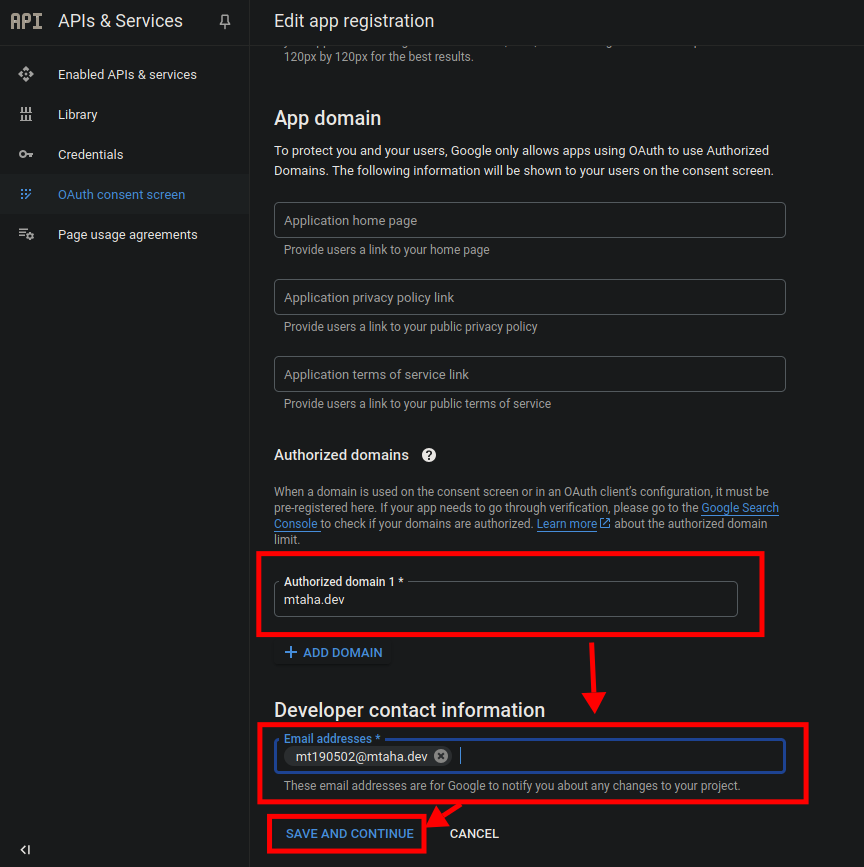 API APIs & Services
Edit app registration
120px by 120px for the best results.
Enabled APIs & services
Library
Credentials
OAuth consent screen
Page usage agreements
App domain
To protect you and your users, Google only allows apps using OAuth to use Authorized
Domains. The following information will be shown to your users on the consent screen.
Application home page
Provide users a link to your home page
Application privacy policy link
Provide users a link to your public privacy policy
Application terms of service link
Provide users a link to your public terms of service
Authorized domains ?
When a domain is used on the consent screen or in an OAuth client's configuration, it must be
pre-registered here. If your app needs to go through verification, please go to the Google Search
Console to check if your domains are authorized. Learn more about the authorized domain
limit.
Authorized domain 1 *
mtaha.dev
+ ADD DOMAIN
Developer contact information
Email addresses *
mt190502@mtaha.dev
These email addresses are for Google to notify you about any changes to your project.
SAVE AND CONTINUE CANCEL